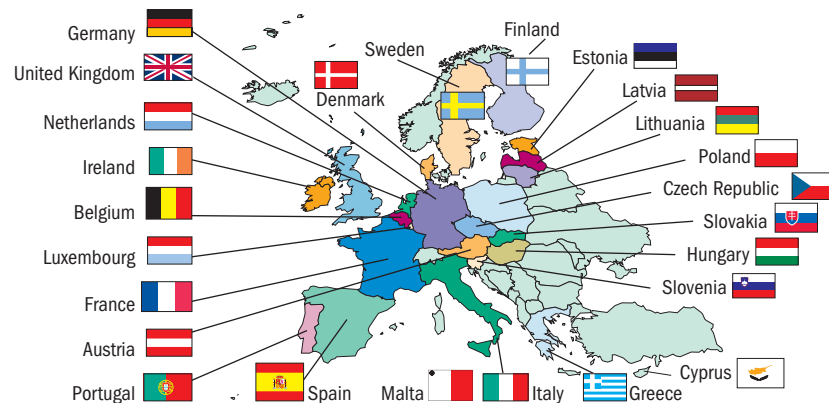 Germany
United Kingdom
Netherlands
Ireland
Belgium
Luxembourg
France
Austria
Portugal
Spain
Denmark
Sweden
Finland
Estonia
Latvia
Lithuania
Poland
Czech Republic
Slovakia
Hungary
Slovenia
Cyprus
Malta
Italy
Greece